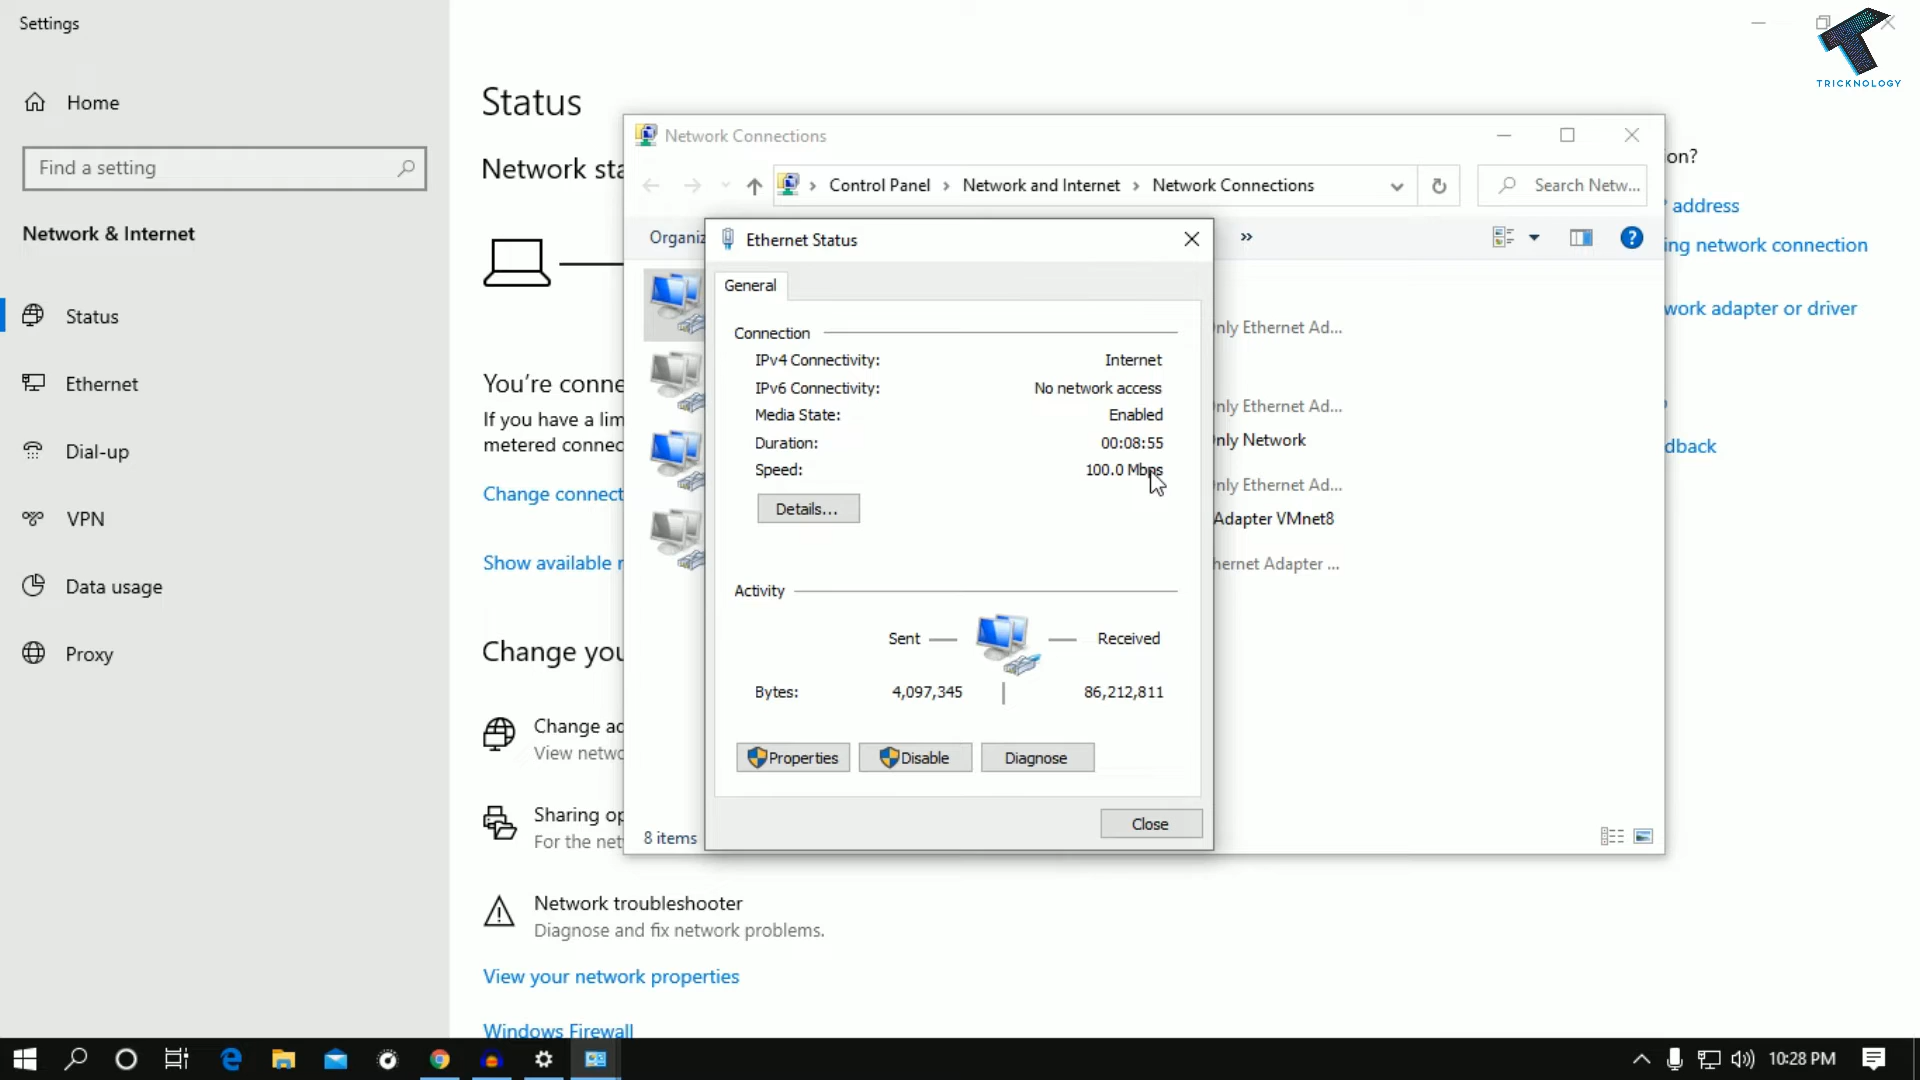 Settings
TRICKNOLOGY
Home
Find a setting
Network & Internet
Status
Ethernet
Dial-up
VPN
Data usage
Proxy
Status
Network sta
You're conne
If you have a lim
metered connec
Change connect
Show available
Change you
Change ad
View netwo
Sharing op
For the net
Network troubleshooter
Diagnose and fix network problems.
View your network properties
Windows Firewall
ion?
address
ing network connection
work adapter or driver
dback
Network Connections
Control Panel
Network and Internet
Network Connections
Search Netw...
Organiz
»
nly Ethernet Ad...
nly Ethernet Ad...
nly Network
nly Ethernet Ad...
Adapter VMnet8
hernet Adapter ...
8 items
Ethernet Status
General
Connection
IPv4 Connectivity: Internet
IPv6 Connectivity: No network access
Media State: Enabled
Duration: 00:08:55
Speed: 100.0 Mbps
Details...
Activity
Sent Received
Bytes: 4,097,345 86,212,811
Properties Disable Diagnose
Close
10:28 PM